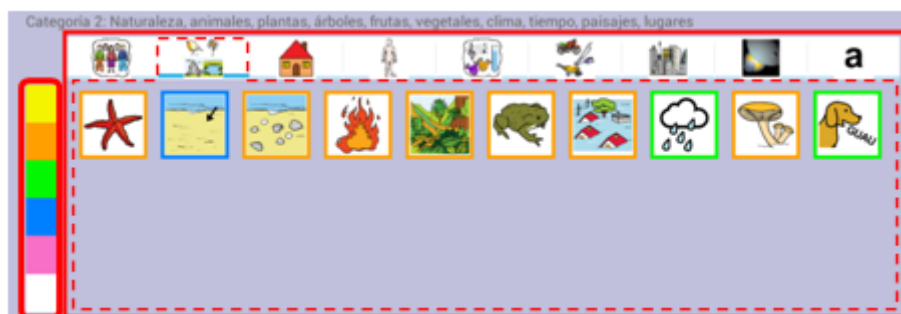 Categoría 2: Naturaleza, animales, plantas, árboles, frutas, vegetales, clima, tiempo, paisajes, lugares
a
GUAU